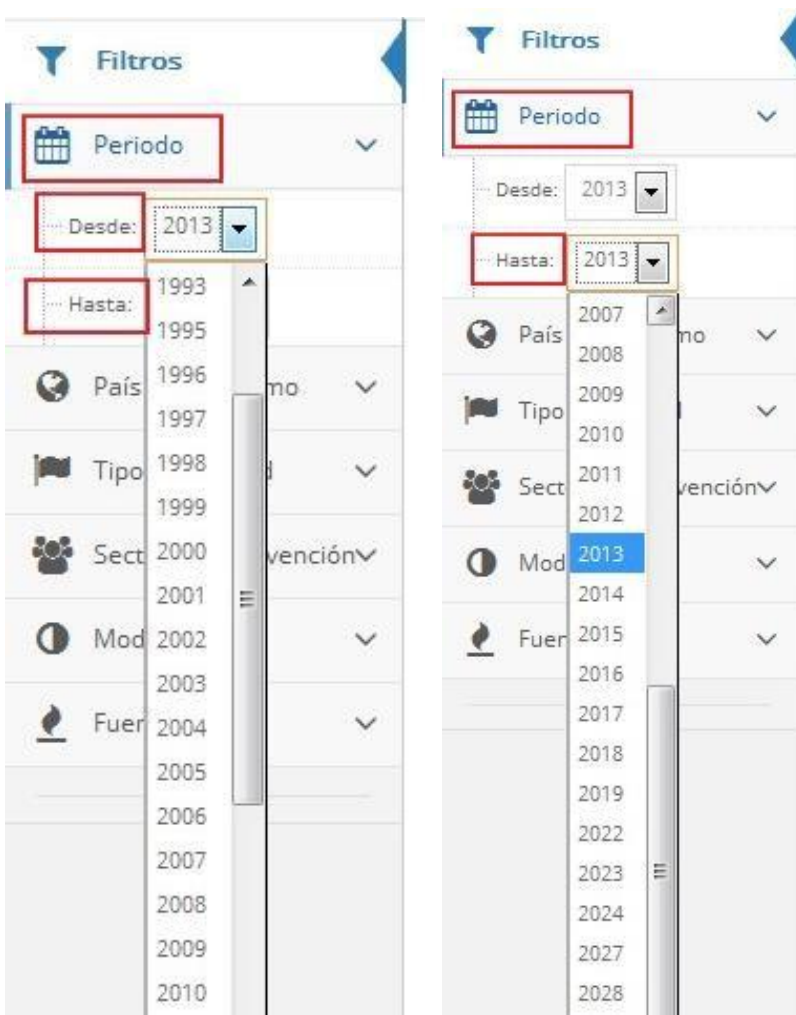 Filtros
Periodo
Desde: 2013
1993
Hasta:
1995
1996
País mo
1997
Tipo 1998 d
1999
Sect 2000 vención
2001
Mod 2002
2003
Fuer 2004
2005
2006
2007
2008
2009
2010
Filtros
Periodo
Desde: 2013
Hasta: 2013
2007
País mo
2008
2009
Tipo
2010
2011
Sect vención
2012
Mod 2013
2014
Fuer 2015
2016
2017
2018
2019
2022
2023
2024
2027
2028